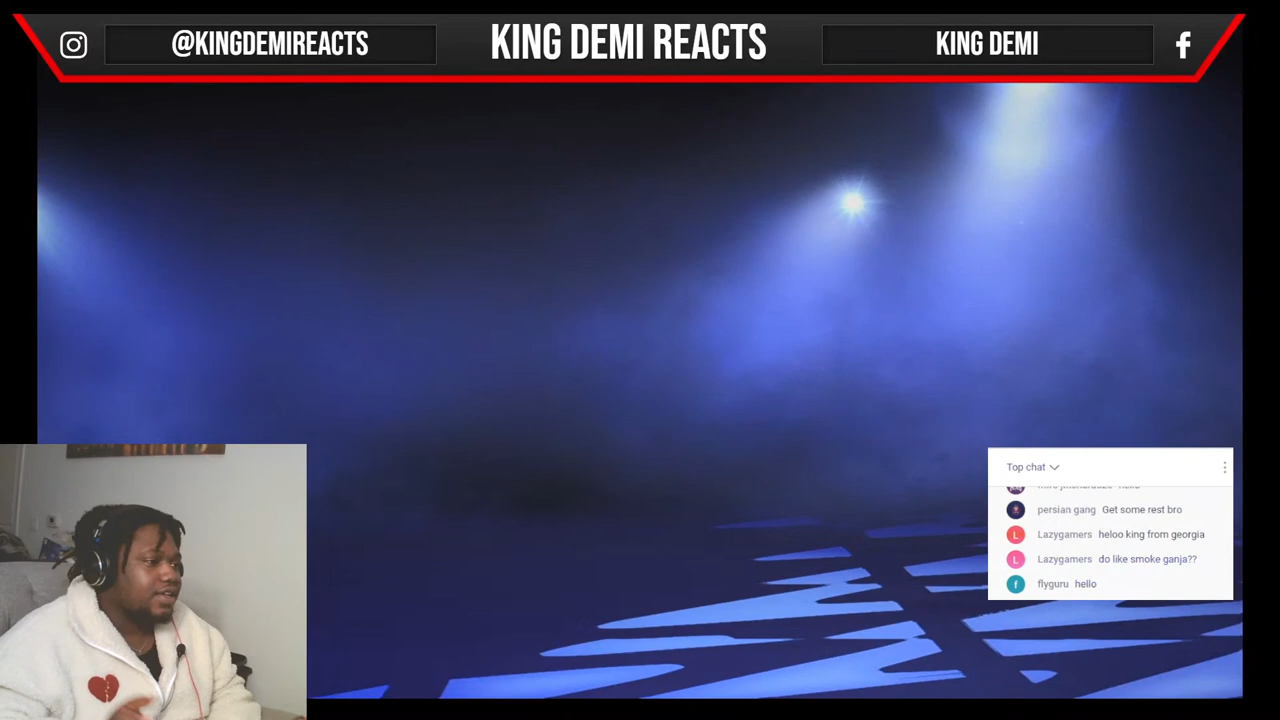 @KINGDEMIREACTS
KING DEMI REACTS
KING DEMI
Top chat
persian gang Get some rest bro
Lazygamers heloo king from georgia
Lazygamers do like smoke ganja??
flyguru hello